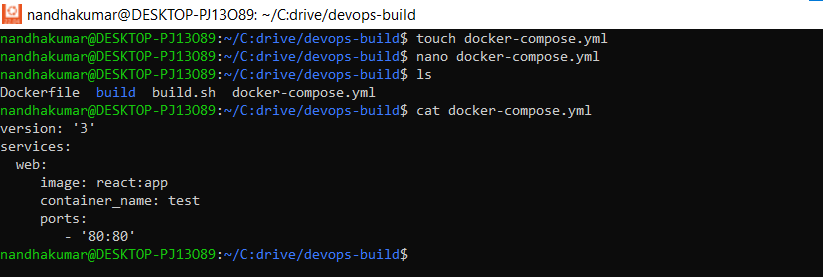 nandhakumar@DESKTOP-PJ13O89: ~/C:drive/devops-build
nandhakumar@DESKTOP-PJ13O89:~/C:drive/devops-build$ touch docker-compose.yml
nandhakumar@DESKTOP-PJ13O89:~/C:drive/devops-build$ nano docker-compose.yml
nandhakumar@DESKTOP-PJ13O89:~/C:drive/devops-build$ ls
Dockerfile  build  build.sh  docker-compose.yml
nandhakumar@DESKTOP-PJ13O89:~/C:drive/devops-build$ cat docker-compose.yml
version: '3'
services:
  web:
     image: react:app
     container_name: test
     ports:
        - '80:80'
nandhakumar@DESKTOP-PJ13O89:~/C:drive/devops-build$